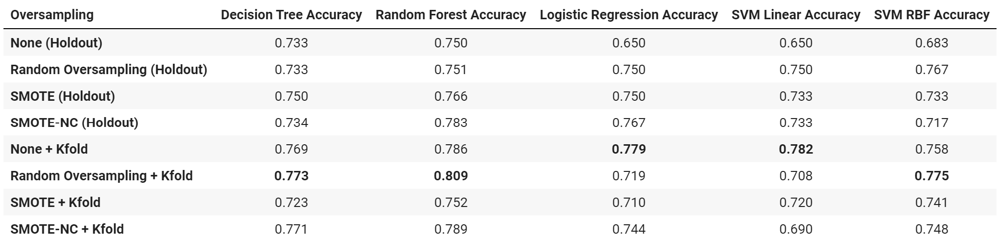 Oversampling Decision Tree Accuracy Random Forest Accuracy Logistic Regression Accuracy SVM Linear Accuracy SVM RBF Accuracy
None (Holdout) 0.733 0.750 0.650 0.650 0.683
Random Oversampling (Holdout) 0.733 0.751 0.750 0.750 0.767
SMOTE (Holdout) 0.750 0.766 0.750 0.733 0.733
SMOTE-NC (Holdout) 0.734 0.783 0.767 0.733 0.717
None + Kfold 0.769 0.786 0.779 0.782 0.758
Random Oversampling + Kfold 0.773 0.809 0.719 0.708 0.775
SMOTE + Kfold 0.723 0.752 0.710 0.720 0.741
SMOTE-NC + Kfold 0.771 0.789 0.744 0.690 0.748